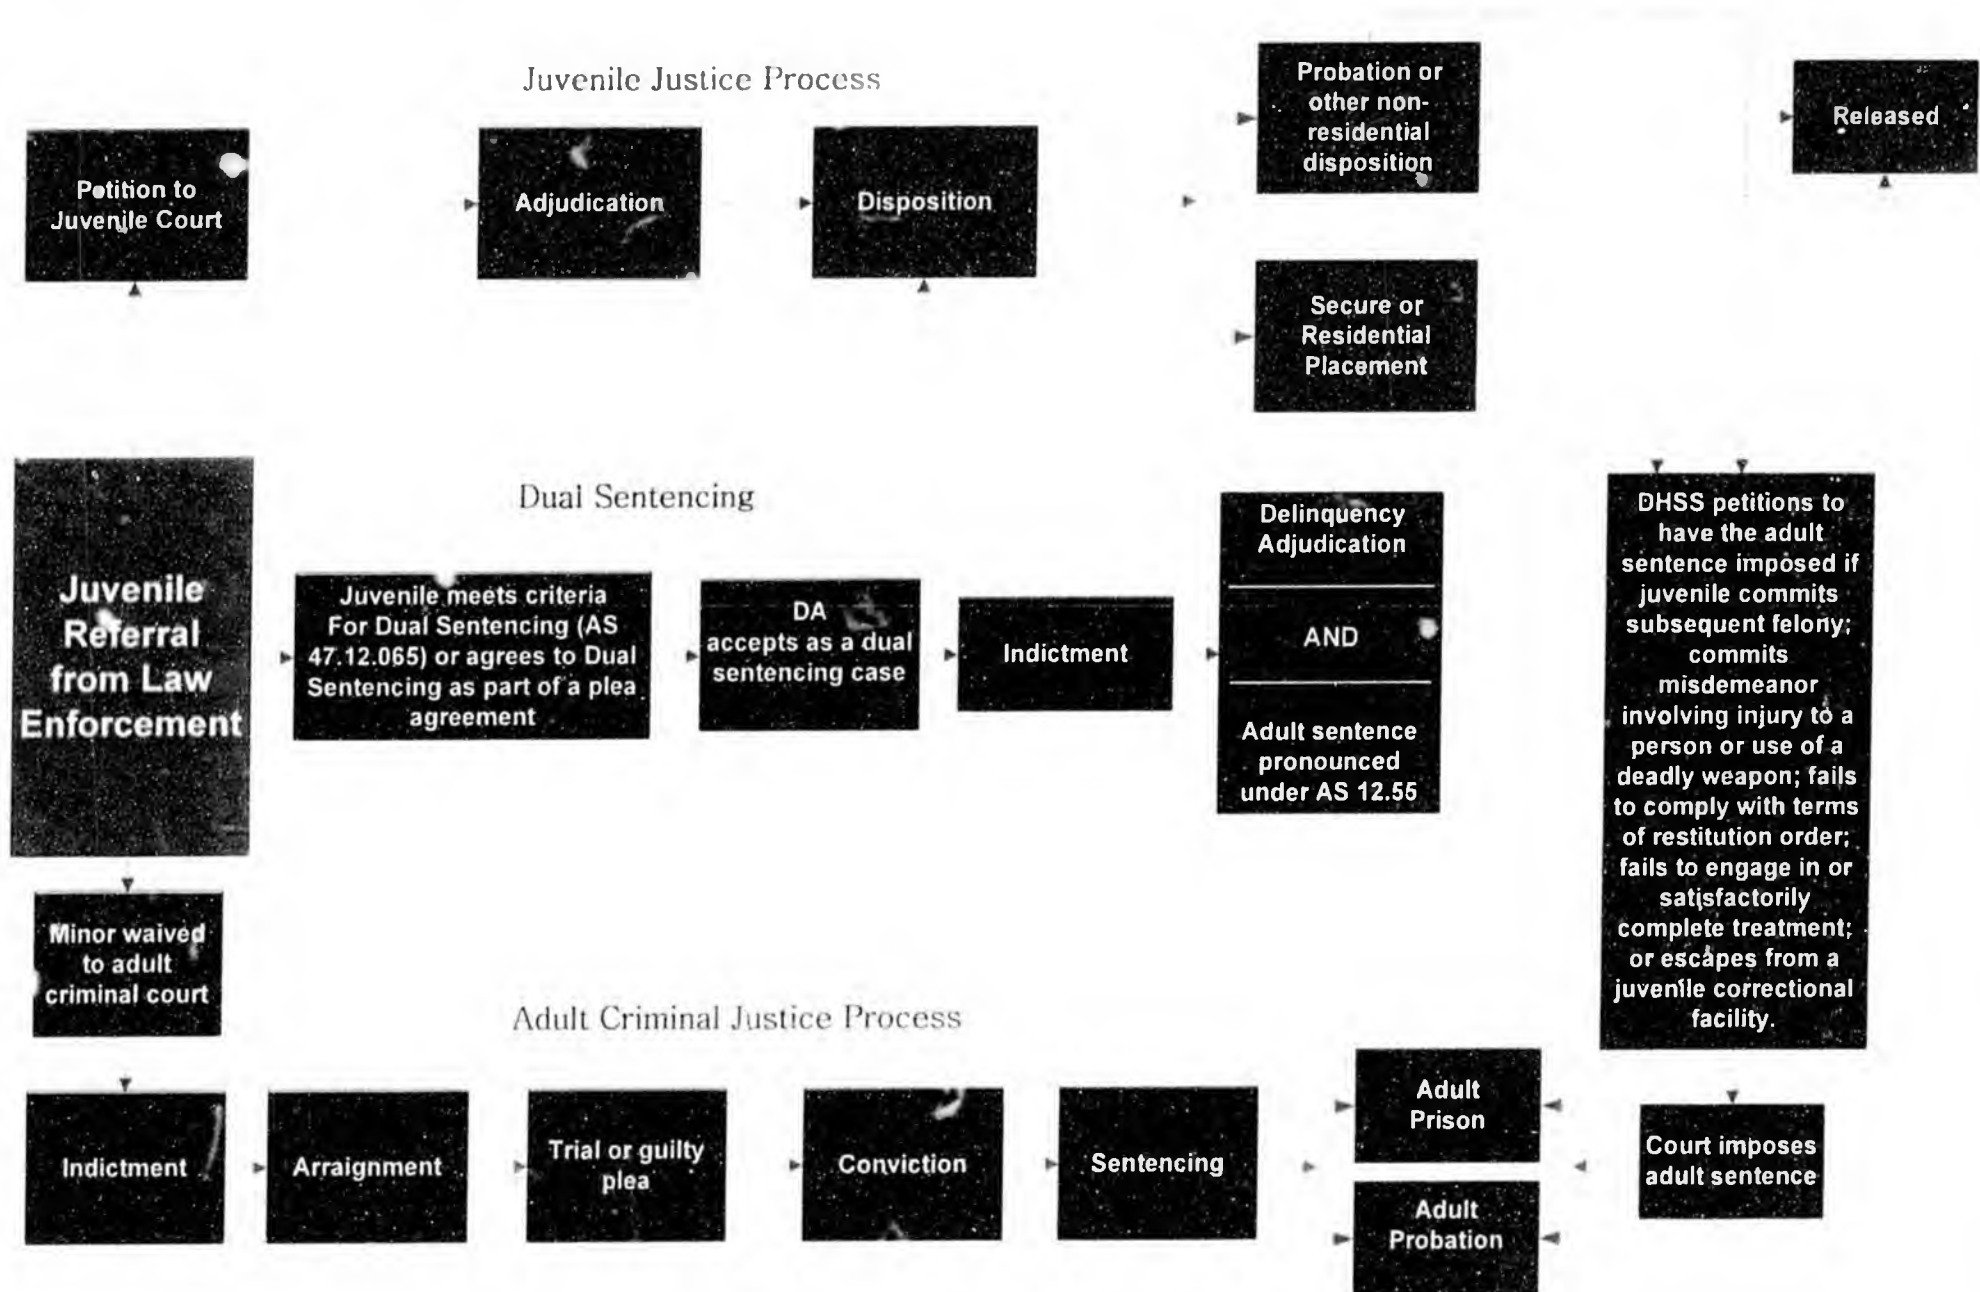 Juvenile Justice Process
Petition to
Juvenile Court
Adjudication
Disposition
Probation or
other non-
residential
disposition
Released
Secure or
Residential
Placement
Juvenile
Referral
from Law
Enforcement
Dual Sentencing
Juvenile meets criteria
For Dual Sentencing (AS
47.12.065) or agrees to Dual
Sentencing as part of a plea
agreement
DA
accepts as a dual
sentencing case
Indictment
Delinquency
Adjudication
AND
Adult sentence
pronounced
under AS 12.55
DHSS petitions to
have the adult
sentence imposed if
juvenile commits
subsequent felony;
commits
misdemeanor
involving injury to a
person or use of a
deadly weapon; fails
to comply with terms
of restitution order;
fails to engage in or
satisfactorily
complete treatment;
or escapes from a
juvenile correctional
facility.
Minor waived
to adult
criminal court
Adult Criminal Justice Process
Indictment
Arraignment
Trial or guilty
plea
Conviction
Sentencing
Adult
Prison
Adult
Probation
Court imposes
adult sentence